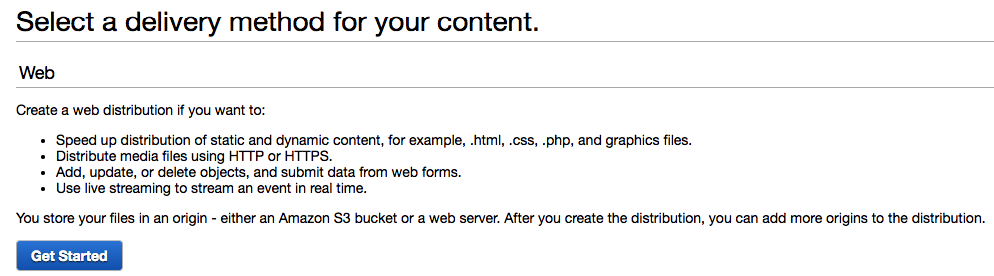 Select a delivery method for your content.
Web
Create a web distribution if you want to:
• Speed up distribution of static and dynamic content, for example, .html, .css, .php, and graphics files.
• Distribute media files using HTTP or HTTPS.
• Add, update, or delete objects, and submit data from web forms.
• Use live streaming to stream an event in real time.
You store your files in an origin - either an Amazon S3 bucket or a web server. After you create the distribution, you can add more origins to the distribution.
Get Started